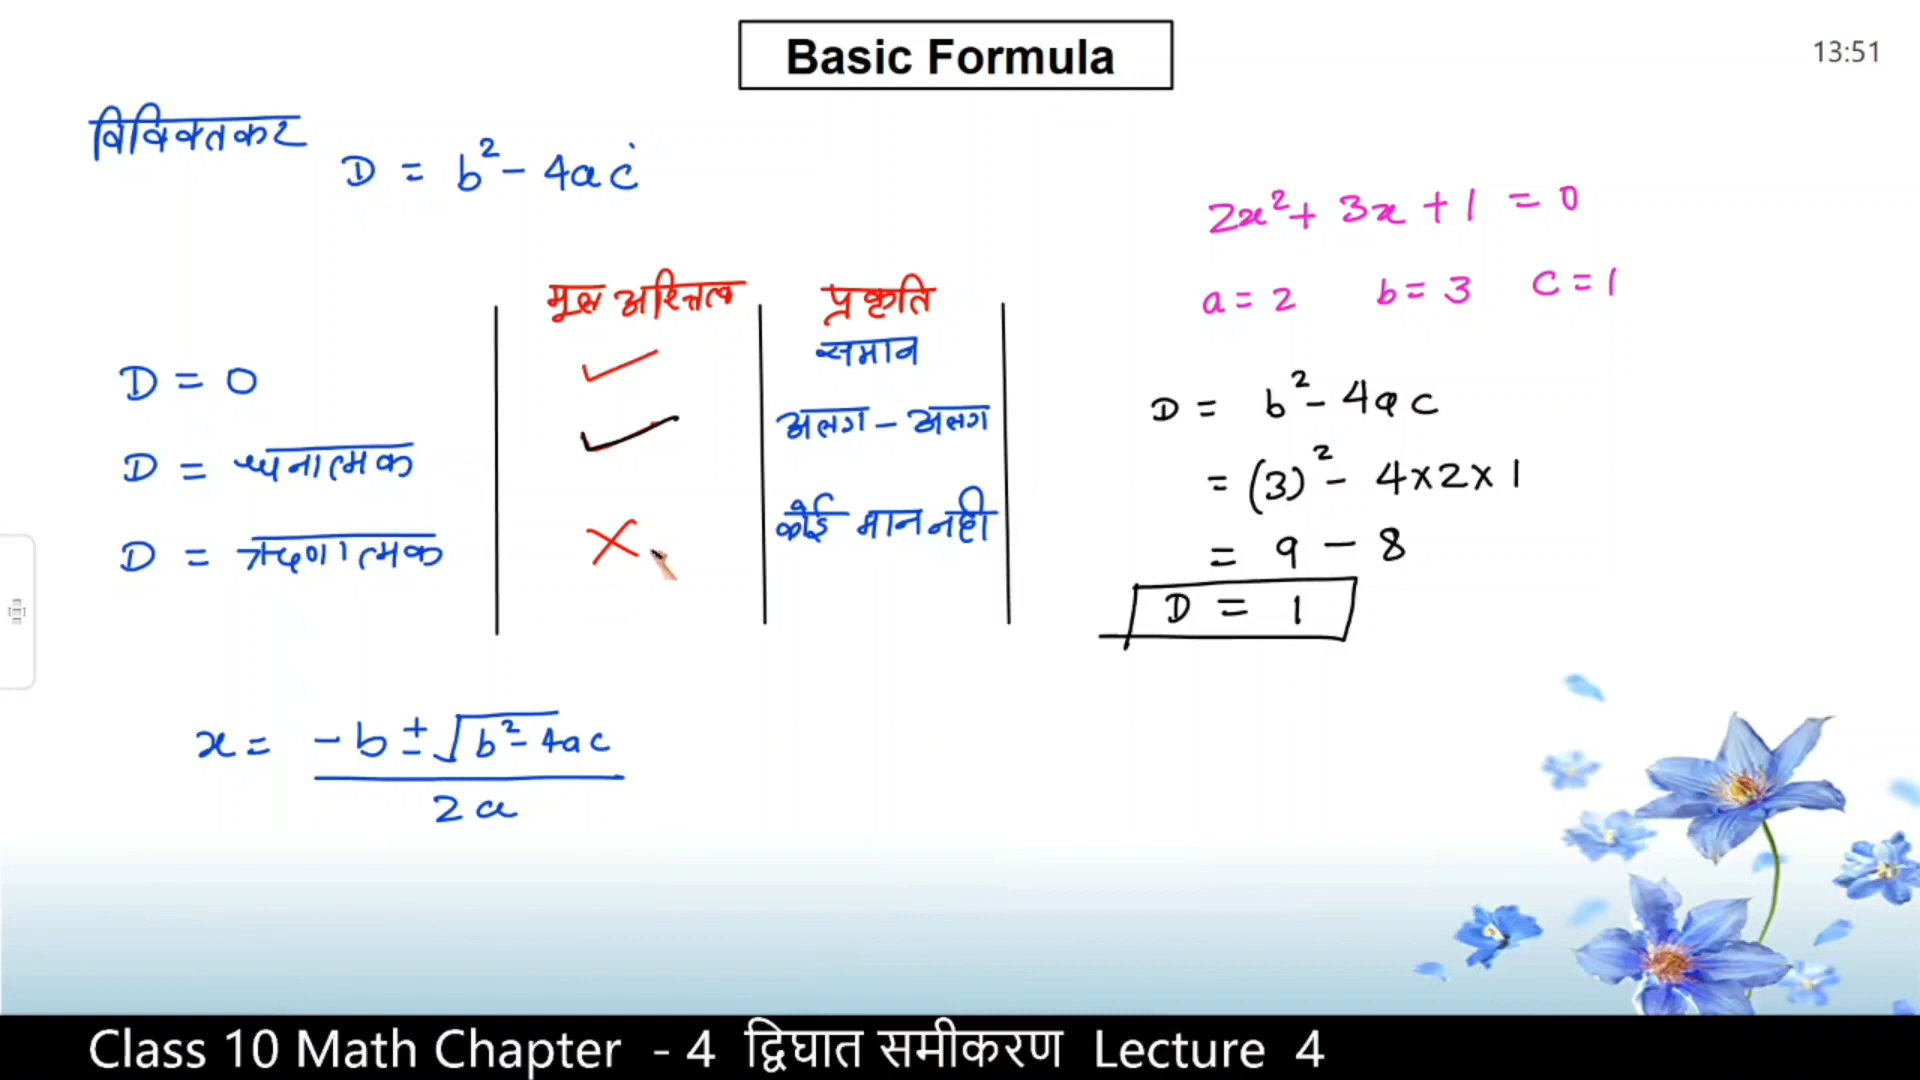 Basic Formula
13:51
विविक्तकर
D = b² - 4ac
2x² + 3x + 1 = 0
a = 2 b = 3 c = 1
मूल अस्तित्व प्रकृति
D = 0 ✓ समान
D = धनात्मक ✓ अलग - अलग
D = ऋणात्मक ✗ कोई मान नहीं
D = b² - 4ac
= (3)² - 4×2×1
= 9 - 8
D = 1
x = -b ± √b² - 4ac
2a
Class 10 Math Chapter - 4 द्विघात समीकरण Lecture 4